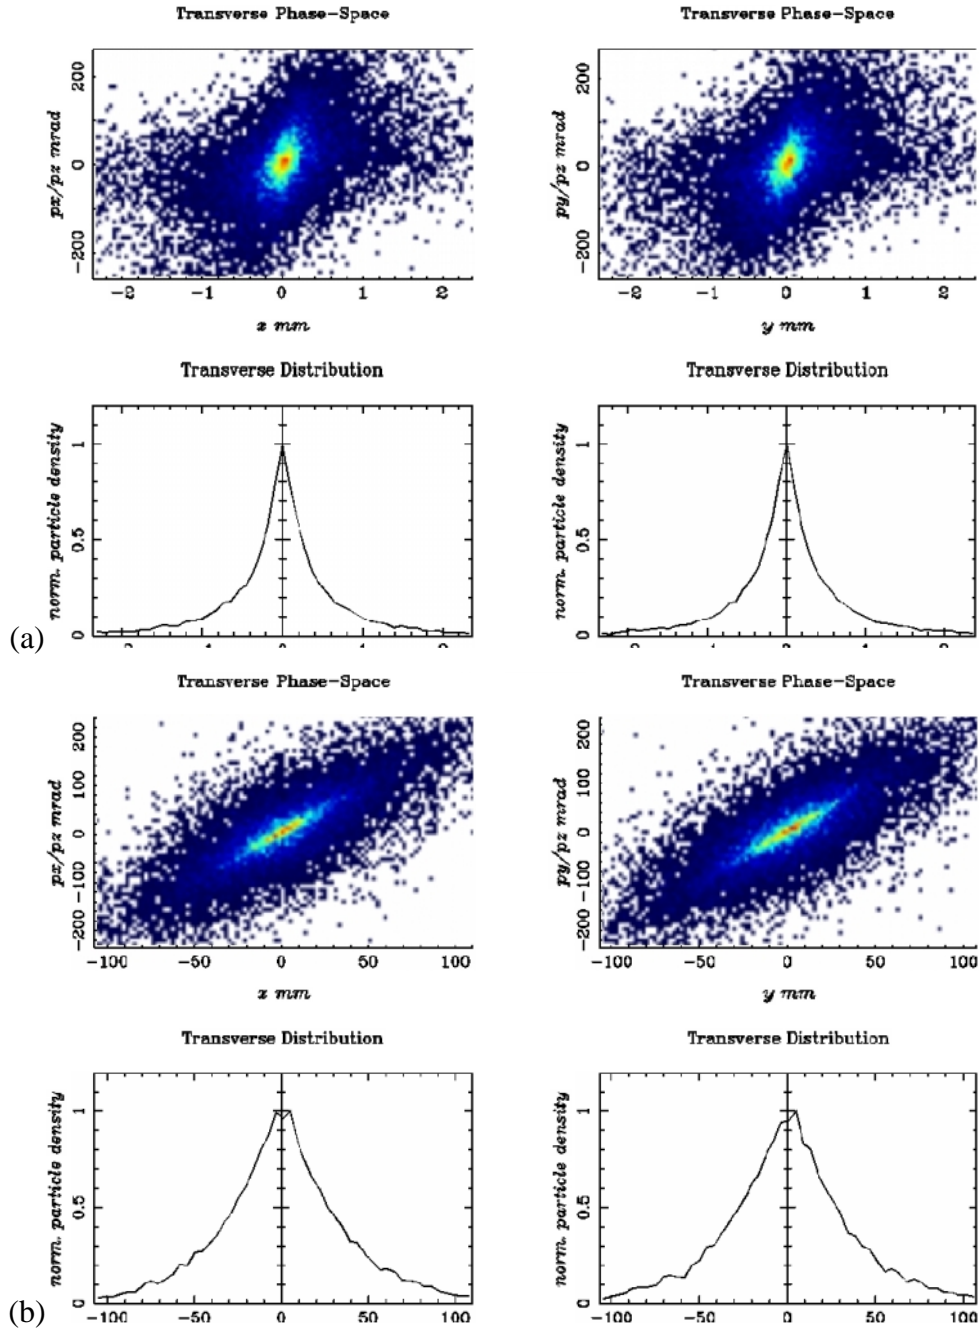 Transverse Phase-Space
Transverse Phase-Space
px/pz mrad
200
0
-200
-2 -1 0 1 2
x mm
py/pz mrad
200
0
-200
-2 -1 0 1 2
y mm
Transverse Distribution
Transverse Distribution
norm. particle density
1
0.5
0
norm. particle density
1
0.5
0
(a)
Transverse Phase-Space
Transverse Phase-Space
px/pz mrad
200
100
0
-100
-200
-100 -50 0 50 100
x mm
py/pz mrad
200
100
0
-100
-200
-100 -50 0 50 100
y mm
Transverse Distribution
Transverse Distribution
norm. particle density
1
0.5
0
-100 -50 0 50 100
norm. particle density
1
0.5
0
-100 -50 0 50 100
(b)